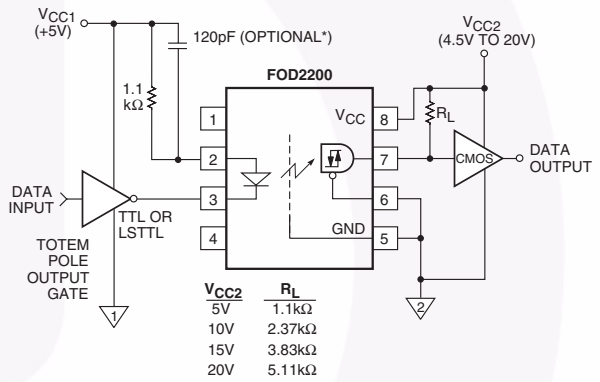 VCC1
(+5V)
120pF (OPTIONAL*)
VCC2
(4.5V TO 20V)
FOD2200
1.1
kΩ
1
VCC
8
RL
2
7
CMOS
DATA
OUTPUT
DATA
INPUT
3
6
TTL OR
LSTTL
4
GND
5
TOTEM
POLE
OUTPUT
GATE
1
2
VCC2 RL
5V 1.1kΩ
10V 2.37kΩ
15V 3.83kΩ
20V 5.11kΩ